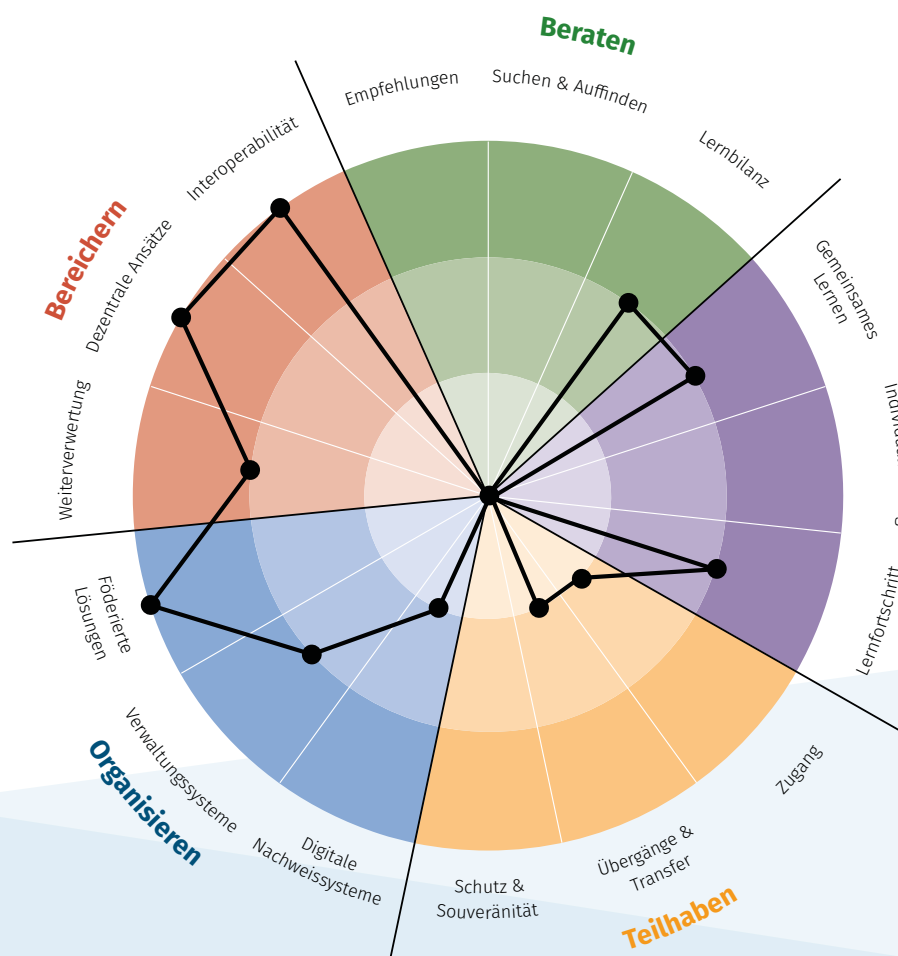 Beraten
Empfehlungen
Suchen & Auffinden
Lernbilanz
Interoperabilität
Bereichern
Dezentrale Ansätze
Weiterverwertung
Gemeinsames
Lernen
Lernfortschritt
Föderierte
Lösungen
Verwaltungssysteme
Organisieren
Digitale
Nachweissysteme
Schutz &
Souveränität
Übergänge &
Transfer
Teilhaben
Zugang